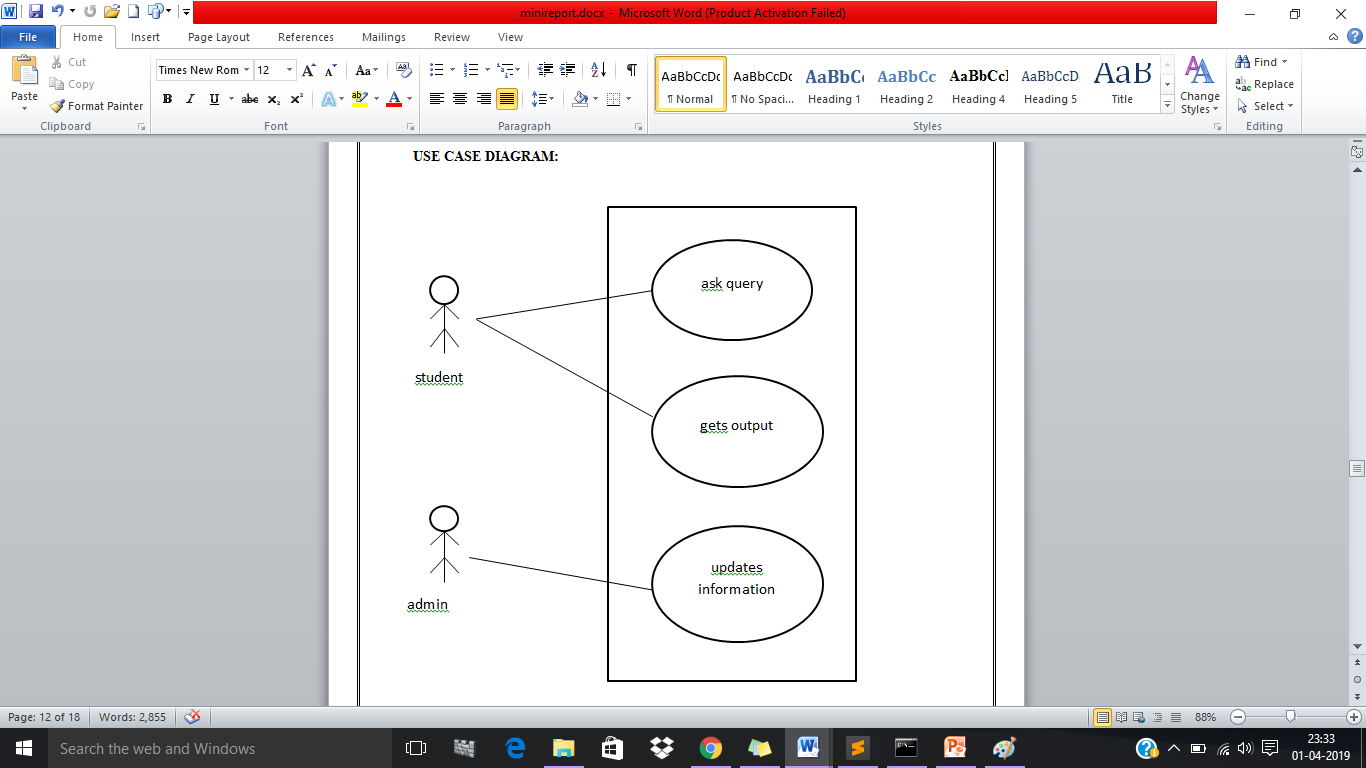 minireport.docx - Microsoft Word (Product Activation Failed)
File Home Insert Page Layout References Mailings Review View
Paste
Cut
Copy
Format Painter
Clipboard
Times New Rom 12
Font
Paragraph
AaBbCcDc AaBbCcDc AaBbC AaBbCc AaBbCcl AaBbCcD AaB
¶ Normal ¶ No Spaci... Heading 1 Heading 2 Heading 4 Heading 5 Title
Change
Styles
Styles
Find
Replace
Select
Editing
USE CASE DIAGRAM:
ask query
student
gets output
updates
information
admin
Page: 12 of 18 Words: 2,855 88%
Search the web and Windows
23:33
01-04-2019